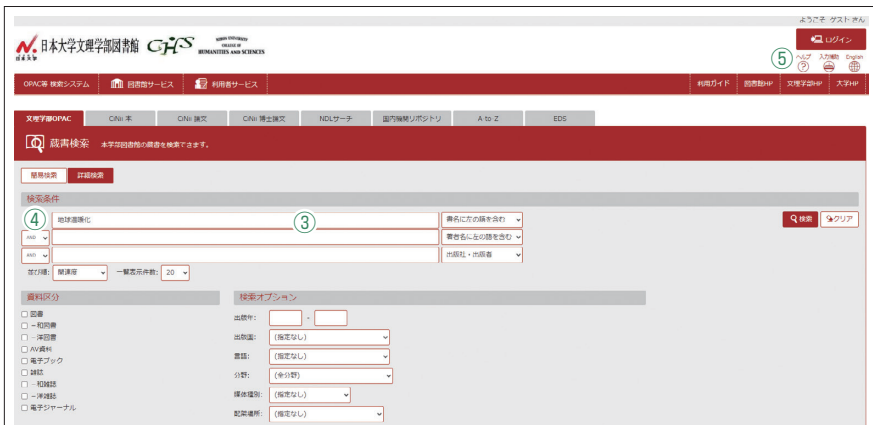 ようこそ ゲスト さん
日本大学文理学部図書館 CHS NIHON UNIVERSITY COLLEGE OF HUMANITIES AND SCIENCES
日本大学
ログイン
⑤ ヘルプ 入力補助 English
OPAC等 検索システム 図書館サービス 利用者サービス 利用ガイド 図書館HP 文理学部HP 大学HP
文理学部OPAC CiNii 本 CiNii 論文 CiNii 博士論文 NDLサーチ 国内機関リポジトリ A-to-Z EDS
蔵書検索 本学部図書館の蔵書を検索できます。
簡易検索 詳細検索
検索条件
④ 地球温暖化 ③ 書名に左の語を含む 検索 クリア
AND 著者名に左の語を含む
AND 出版社・出版者
並び順: 関連度 一覧表示件数: 20
資料区分 検索オプション
図書 出版年: -
-和図書
-洋図書 出版国: (指定なし)
AV資料
電子ブック 言語: (指定なし)
雑誌
-和雑誌 分野: (全分野)
-洋雑誌 媒体種別: (指定なし)
電子ジャーナル
配架場所: (指定なし)